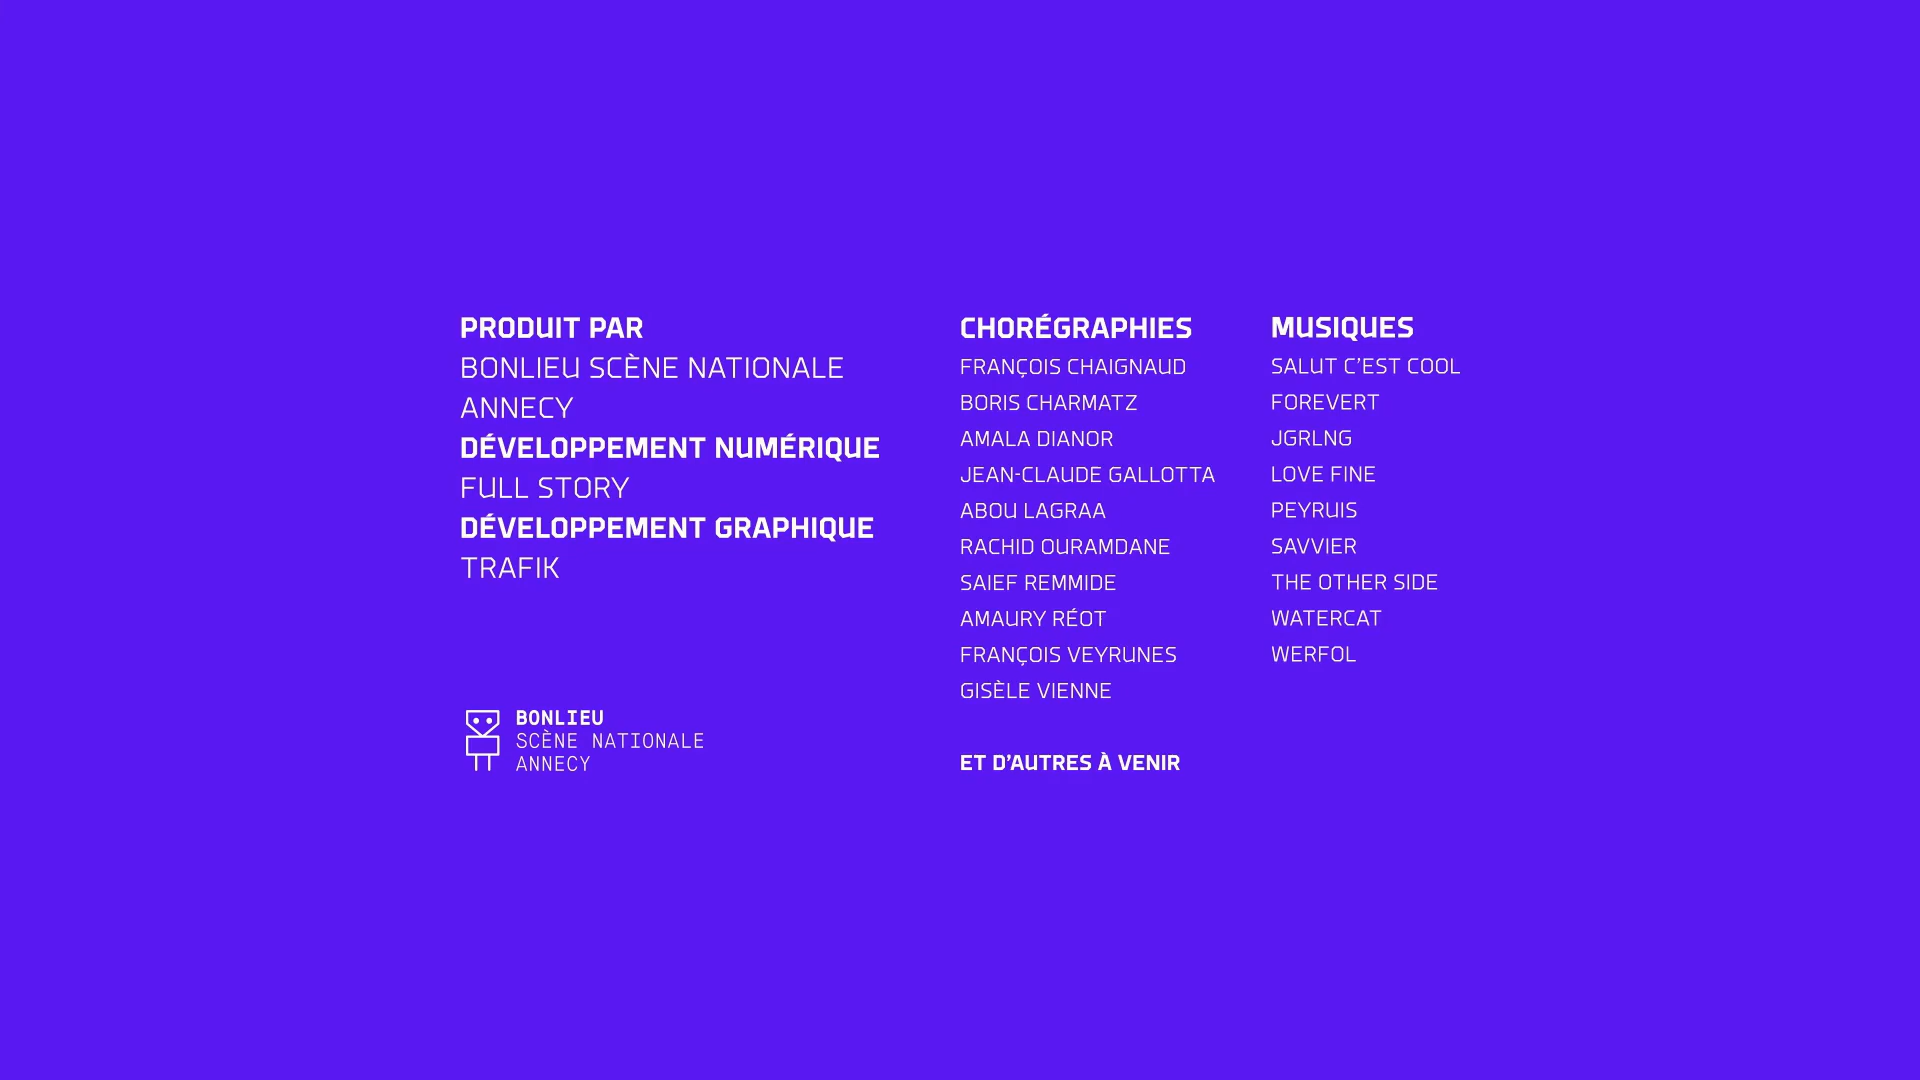 PRODUIT PAR
BONLIEU SCÈNE NATIONALE
ANNECY
DÉVELOPPEMENT NUMÉRIQUE
FULL STORY
DÉVELOPPEMENT GRAPHIQUE
TRAFIK
BONLIEU
SCÈNE NATIONALE
ANNECY
CHORÉGRAPHIES
FRANÇOIS CHAIGNAUD
BORIS CHARMATZ
AMALA DIANOR
JEAN-CLAUDE GALLOTTA
ABOU LAGRAA
RACHID OURAMDANE
SAIEF REMMIDE
AMAURY RÉOT
FRANÇOIS VEYRUNES
GISÈLE VIENNE
ET D’AUTRES À VENIR
MUSIQUES
SALUT C’EST COOL
FOREVERT
JGRLNG
LOVE FINE
PEYRUIS
SAVVIER
THE OTHER SIDE
WATERCAT
WERFOL